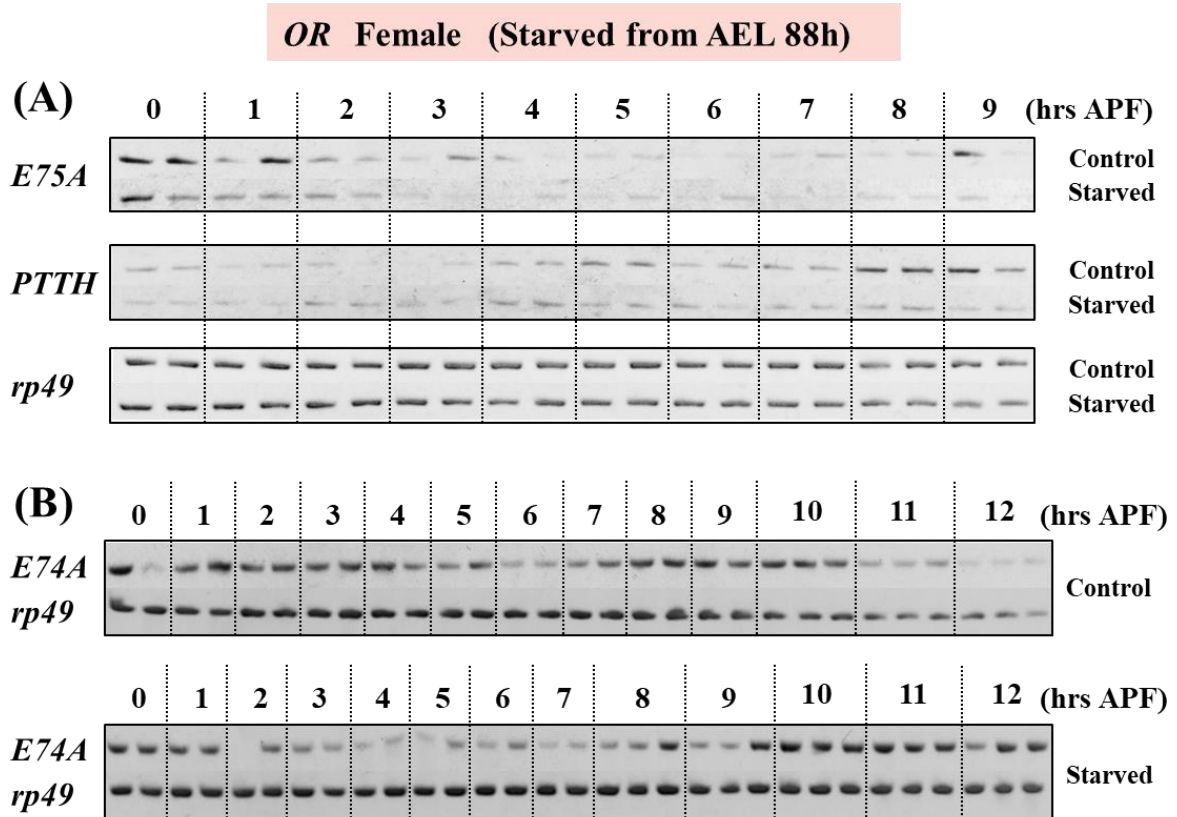 OR Female (Starved from AEL 88h)
(A)
0 1 2 3 4 5 6 7 8 9 (hrs APF)
E75A
Control
Starved
PTTH
Control
Starved
rp49
Control
Starved
(B)
0 1 2 3 4 5 6 7 8 9 10 11 12 (hrs APF)
E74A
rp49
Control
0 1 2 3 4 5 6 7 8 9 10 11 12 (hrs APF)
E74A
rp49
Starved